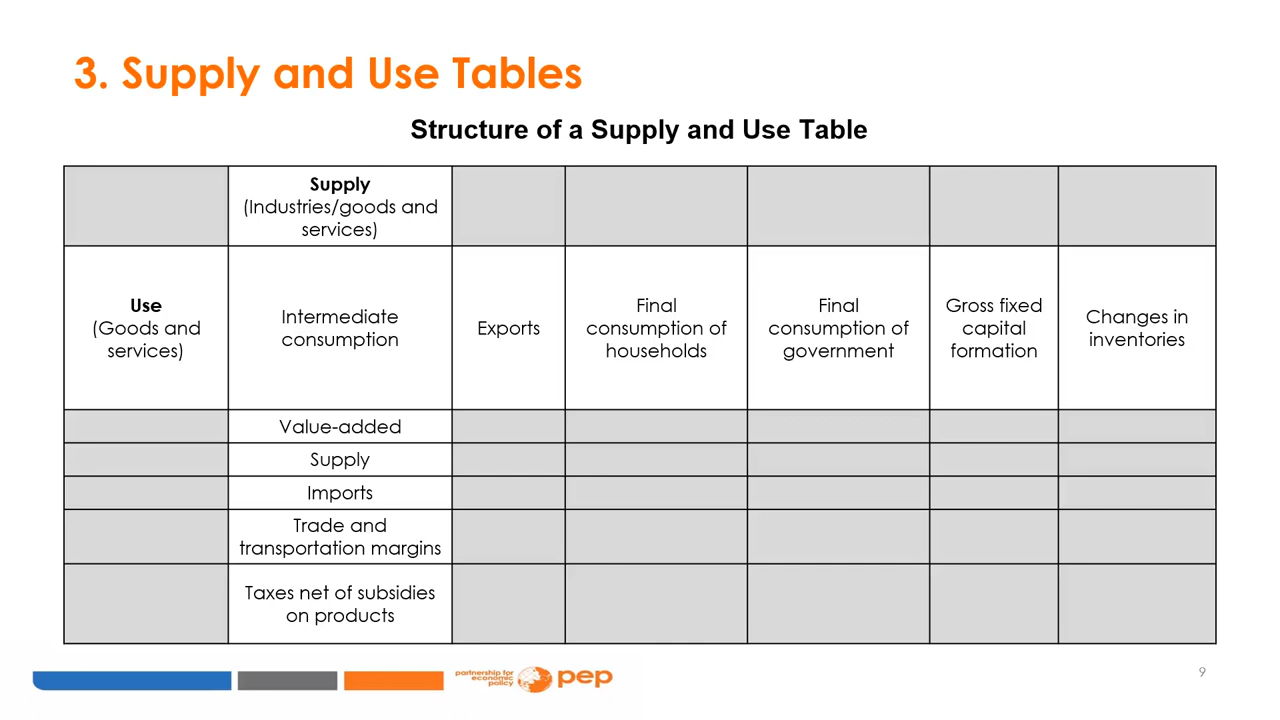 3. Supply and Use Tables
Structure of a Supply and Use Table
Supply
(Industries/goods and
services)
Use
(Goods and
services)
Intermediate
consumption
Exports
Final
consumption of
households
Final
consumption of
government
Gross fixed
capital
formation
Changes in
inventories
Value-added
Supply
Imports
Trade and
transportation margins
Taxes net of subsidies
on products
partnership for
economic
policy
pep
9